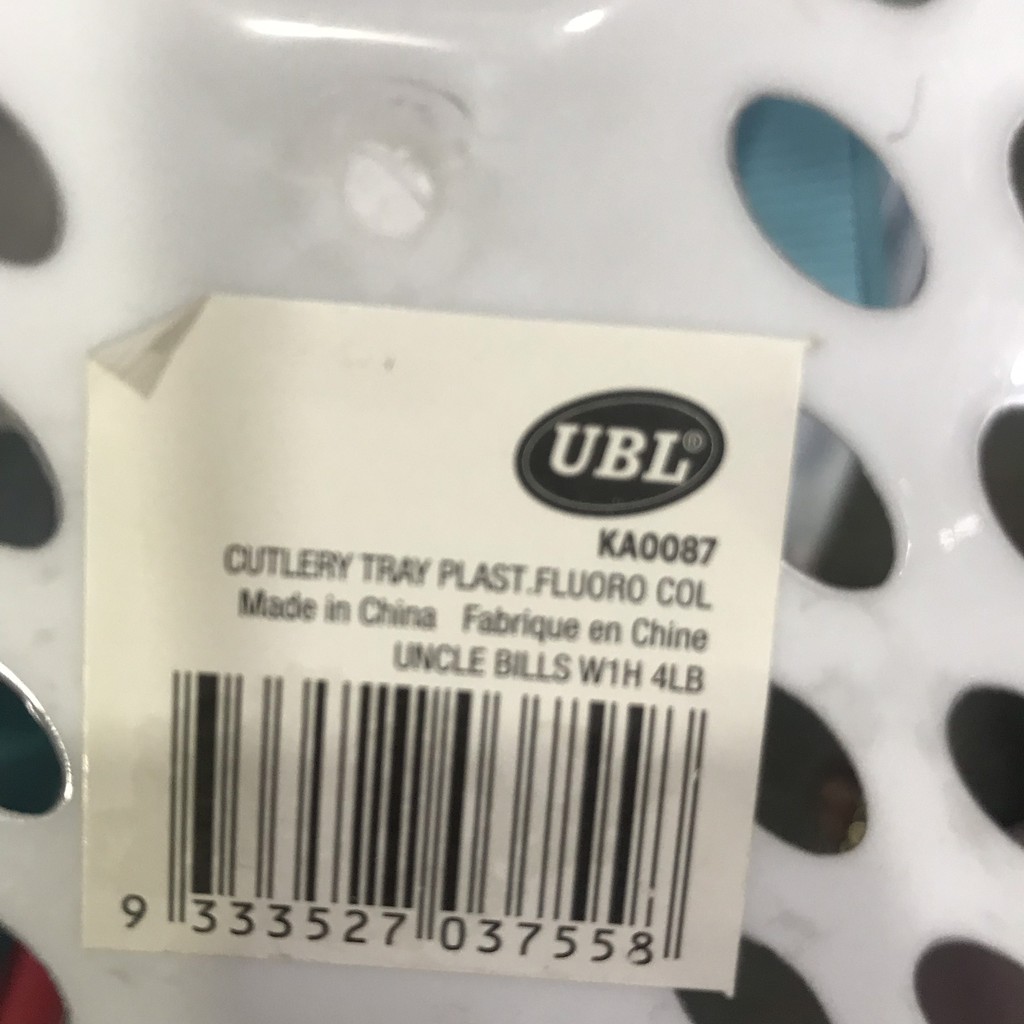 UBL®
KA0087
CUTLERY TRAY PLAST.FLUORO COL
Made in China Fabrique en Chine
UNCLE BILLS W1H 4LB
9 333527 037558